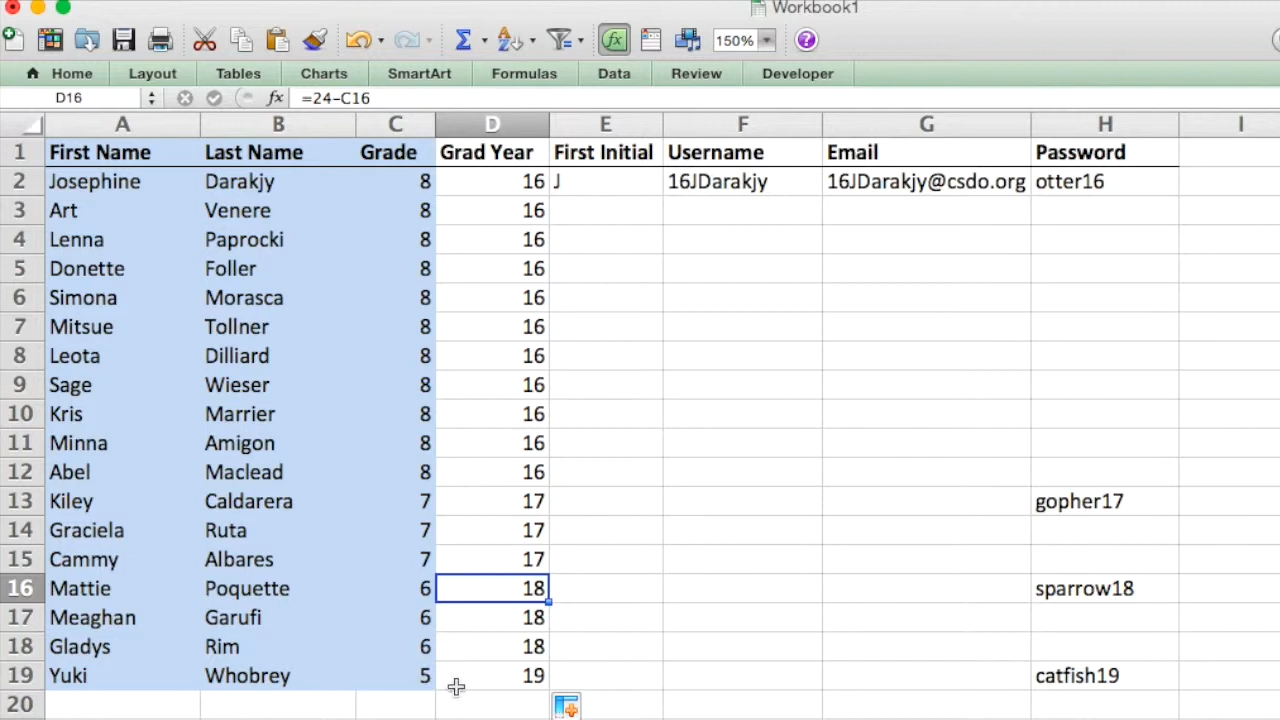 Workbook1
150%
Home Layout Tables Charts SmartArt Formulas Data Review Developer
D16 fx =24-C16
A B C D E F G H I
1 First Name Last Name Grade Grad Year First Initial Username Email Password
2 Josephine Darakjy 8 16 J 16JDarakjy 16JDarakjy@csdo.org otter16
3 Art Venere 8 16
4 Lenna Paprocki 8 16
5 Donette Foller 8 16
6 Simona Morasca 8 16
7 Mitsue Tollner 8 16
8 Leota Dilliard 8 16
9 Sage Wieser 8 16
10 Kris Marrier 8 16
11 Minna Amigon 8 16
12 Abel Maclead 8 16
13 Kiley Caldarera 7 17 gopher17
14 Graciela Ruta 7 17
15 Cammy Albares 7 17
16 Mattie Poquette 6 18 sparrow18
17 Meaghan Garufi 6 18
18 Gladys Rim 6 18
19 Yuki Whobrey 5 19 catfish19
20